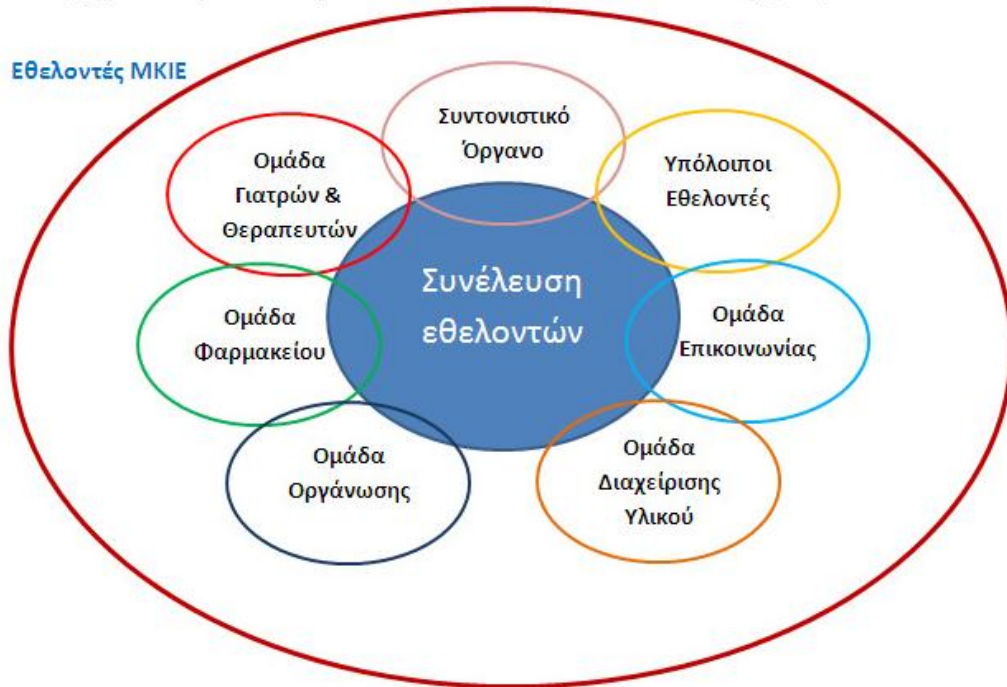 Εθελοντές ΜΚΙΕ
Συντονιστικό
Όργανο
Ομάδα
Γιατρών &
Θεραπευτών
Υπόλοιποι
Εθελοντές
Συνέλευση
εθελοντών
Ομάδα
Φαρμακείου
Ομάδα
Επικοινωνίας
Ομάδα
Οργάνωσης
Ομάδα
Διαχείρισης
Υλικού